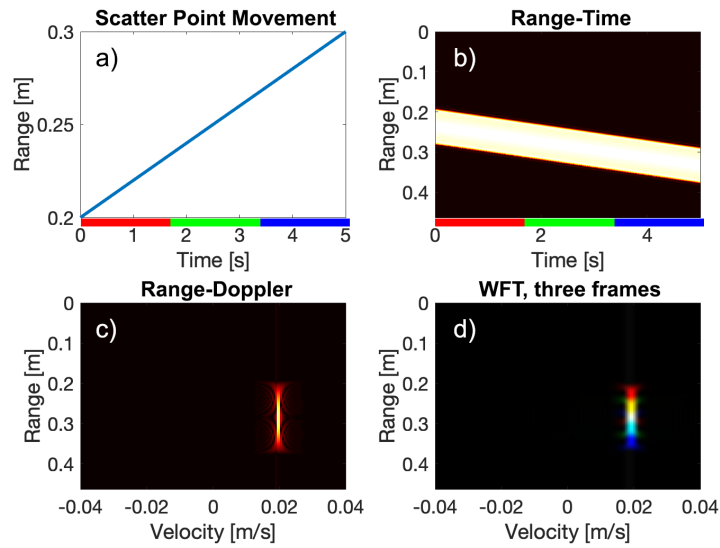 Scatter Point Movement
a)
0.3
0.25
0.2
Range [m]
0 1 2 3 4 5
Time [s]
Range-Time
b)
0
0.1
0.2
0.3
0.4
Range [m]
0 2 4
Time [s]
Range-Doppler
c)
0
0.1
0.2
0.3
0.4
Range [m]
-0.04 -0.02 0 0.02 0.04
Velocity [m/s]
WFT, three frames
d)
0
0.1
0.2
0.3
0.4
Range [m]
-0.04 -0.02 0 0.02 0.04
Velocity [m/s]